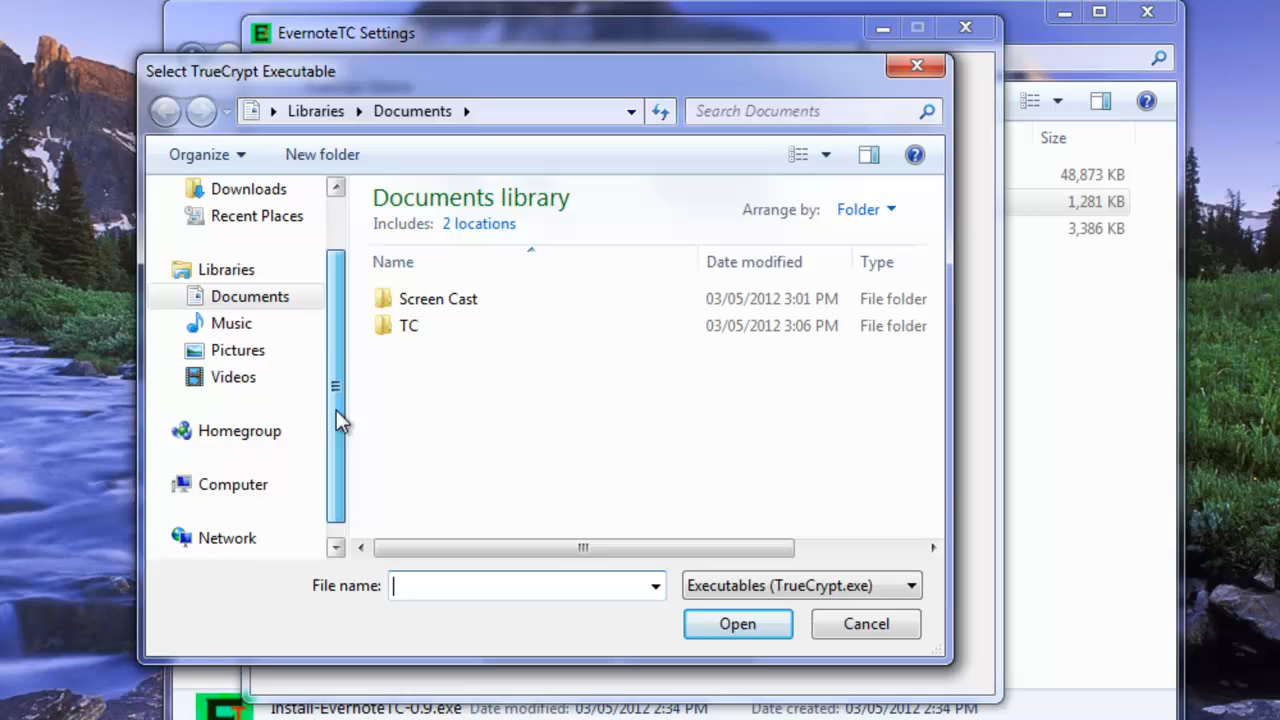 EvernoteTC Settings
Select TrueCrypt Executable
Libraries Documents
Search Documents
Organize New folder
Downloads
Recent Places
Libraries
Documents
Music
Pictures
Videos
Homegroup
Computer
Network
Documents library
Includes: 2 locations
Arrange by: Folder
Name Date modified Type
Screen Cast 03/05/2012 3:01 PM File folder
TC 03/05/2012 3:06 PM File folder
File name:
Executables (TrueCrypt.exe)
Open Cancel
Size
48,873 KB
1,281 KB
3,386 KB
Install-EvernoteTC-0.9.exe Date modified: 03/05/2012 2:34 PM Date created: 03/05/2012 2:34 PM